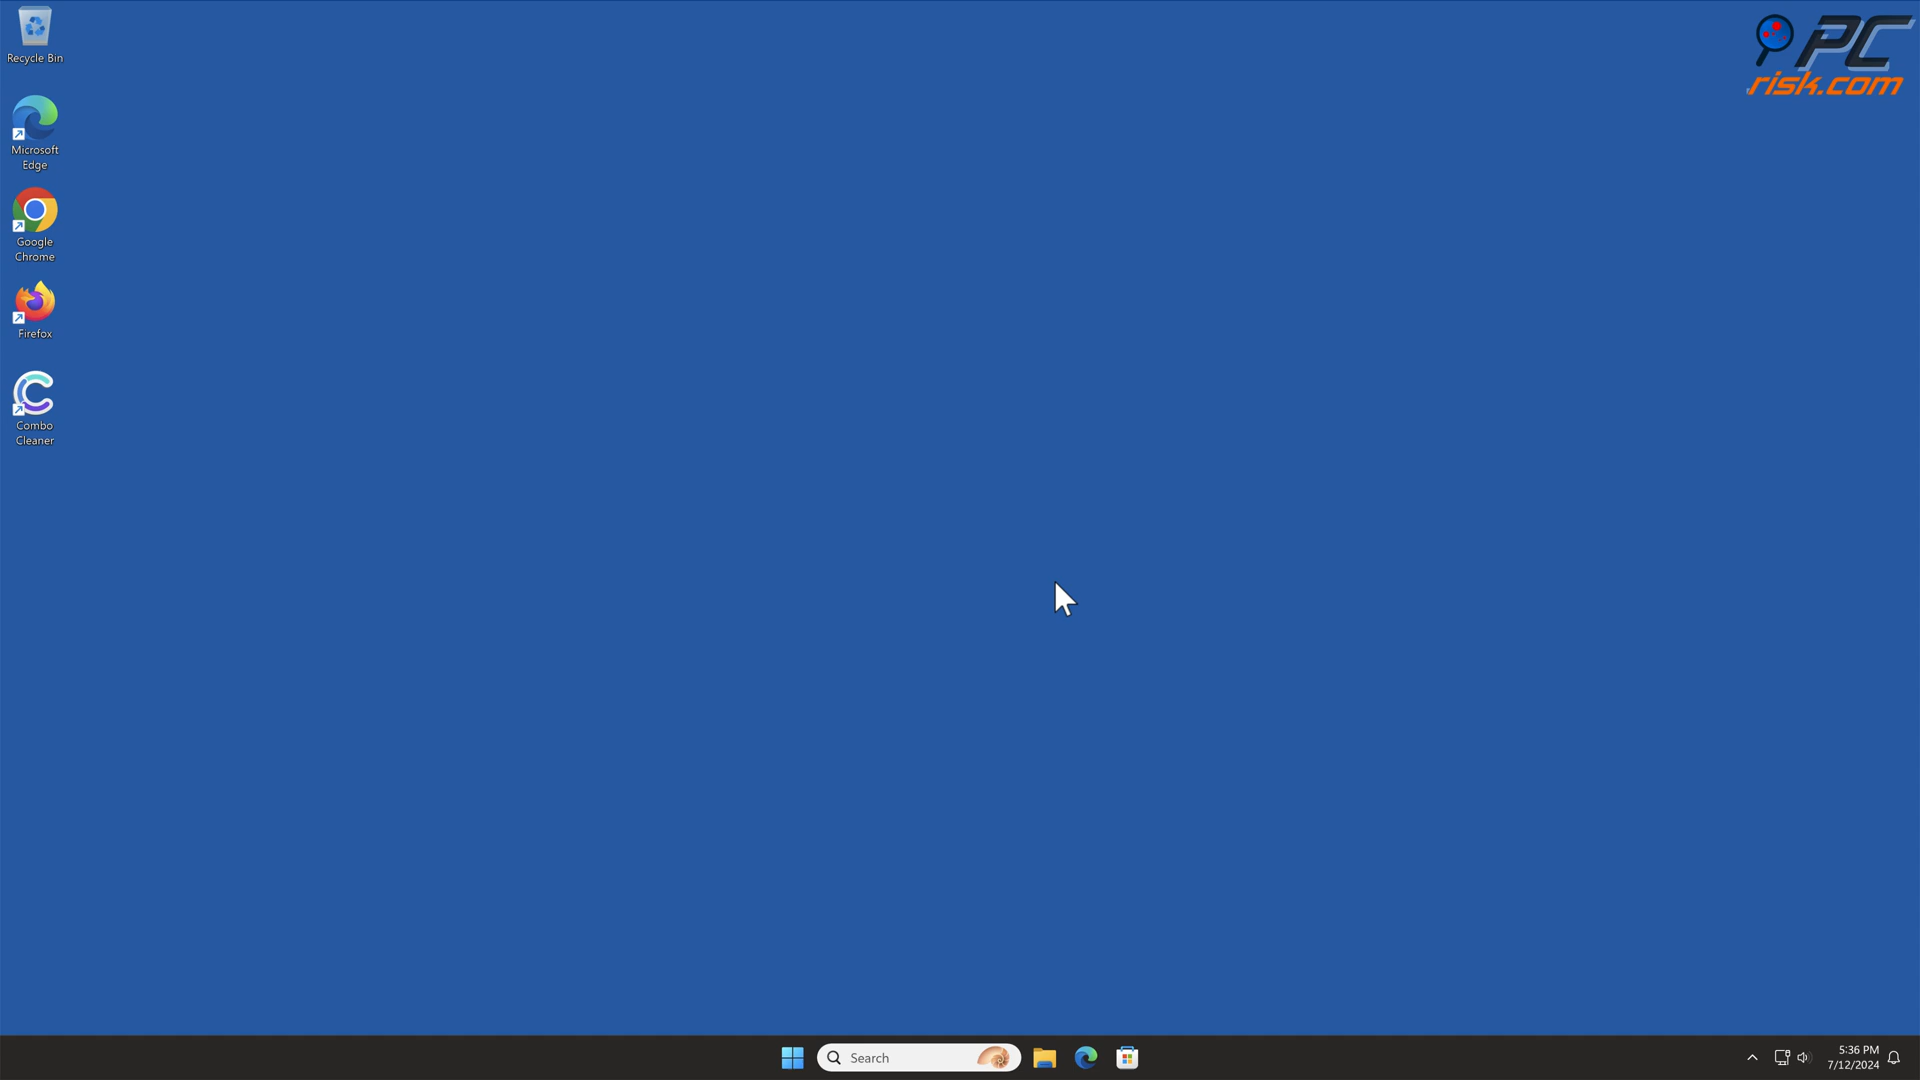 Recycle Bin
Microsoft
Edge
Google
Chrome
Firefox
Combo
Cleaner
PC
risk.com
Search
5:36 PM
7/12/2024